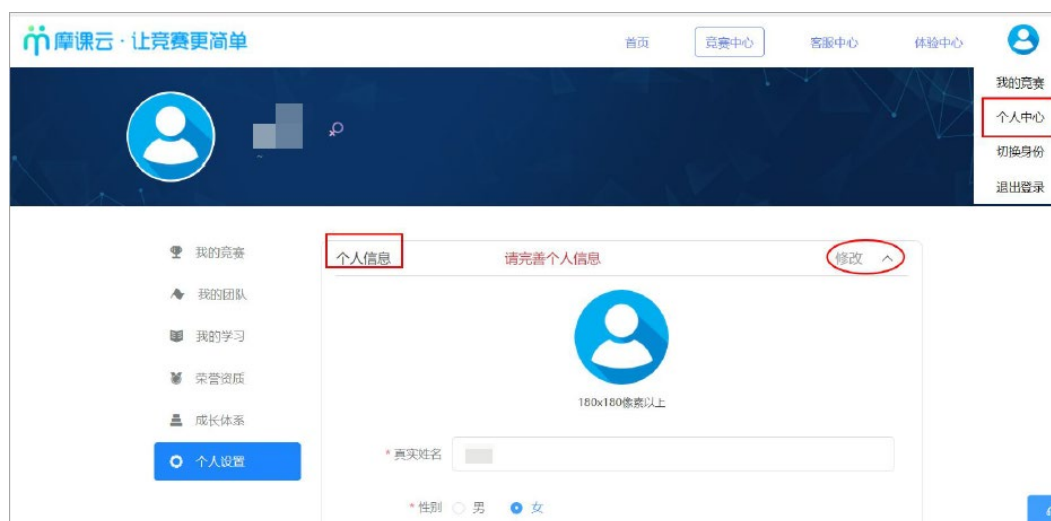 摩课云·让竞赛更简单
首页 竞赛中心 客服中心 体验中心
我的竞赛
个人中心
切换身份
退出登录
我的竞赛
我的团队
我的学习
荣誉资质
成长体系
个人设置
个人信息 请完善个人信息 修改
180x180像素以上
* 真实姓名
* 性别 男 女